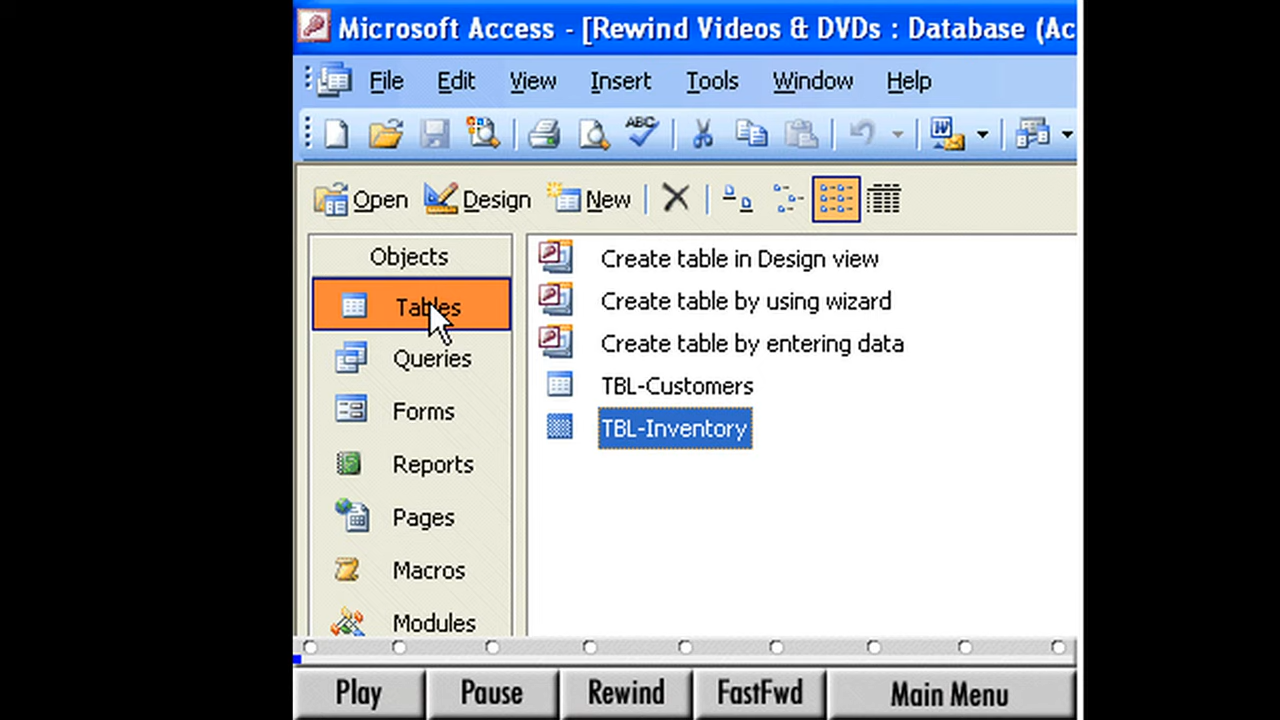 Microsoft Access - [Rewind Videos & DVDs : Database (Ac
File Edit View Insert Tools Window Help
ABC
W
Open Design New
Objects
Tables
Queries
Forms
Reports
Pages
Macros
Modules
Create table in Design view
Create table by using wizard
Create table by entering data
TBL-Customers
TBL-Inventory
Play Pause Rewind FastFwd Main Menu